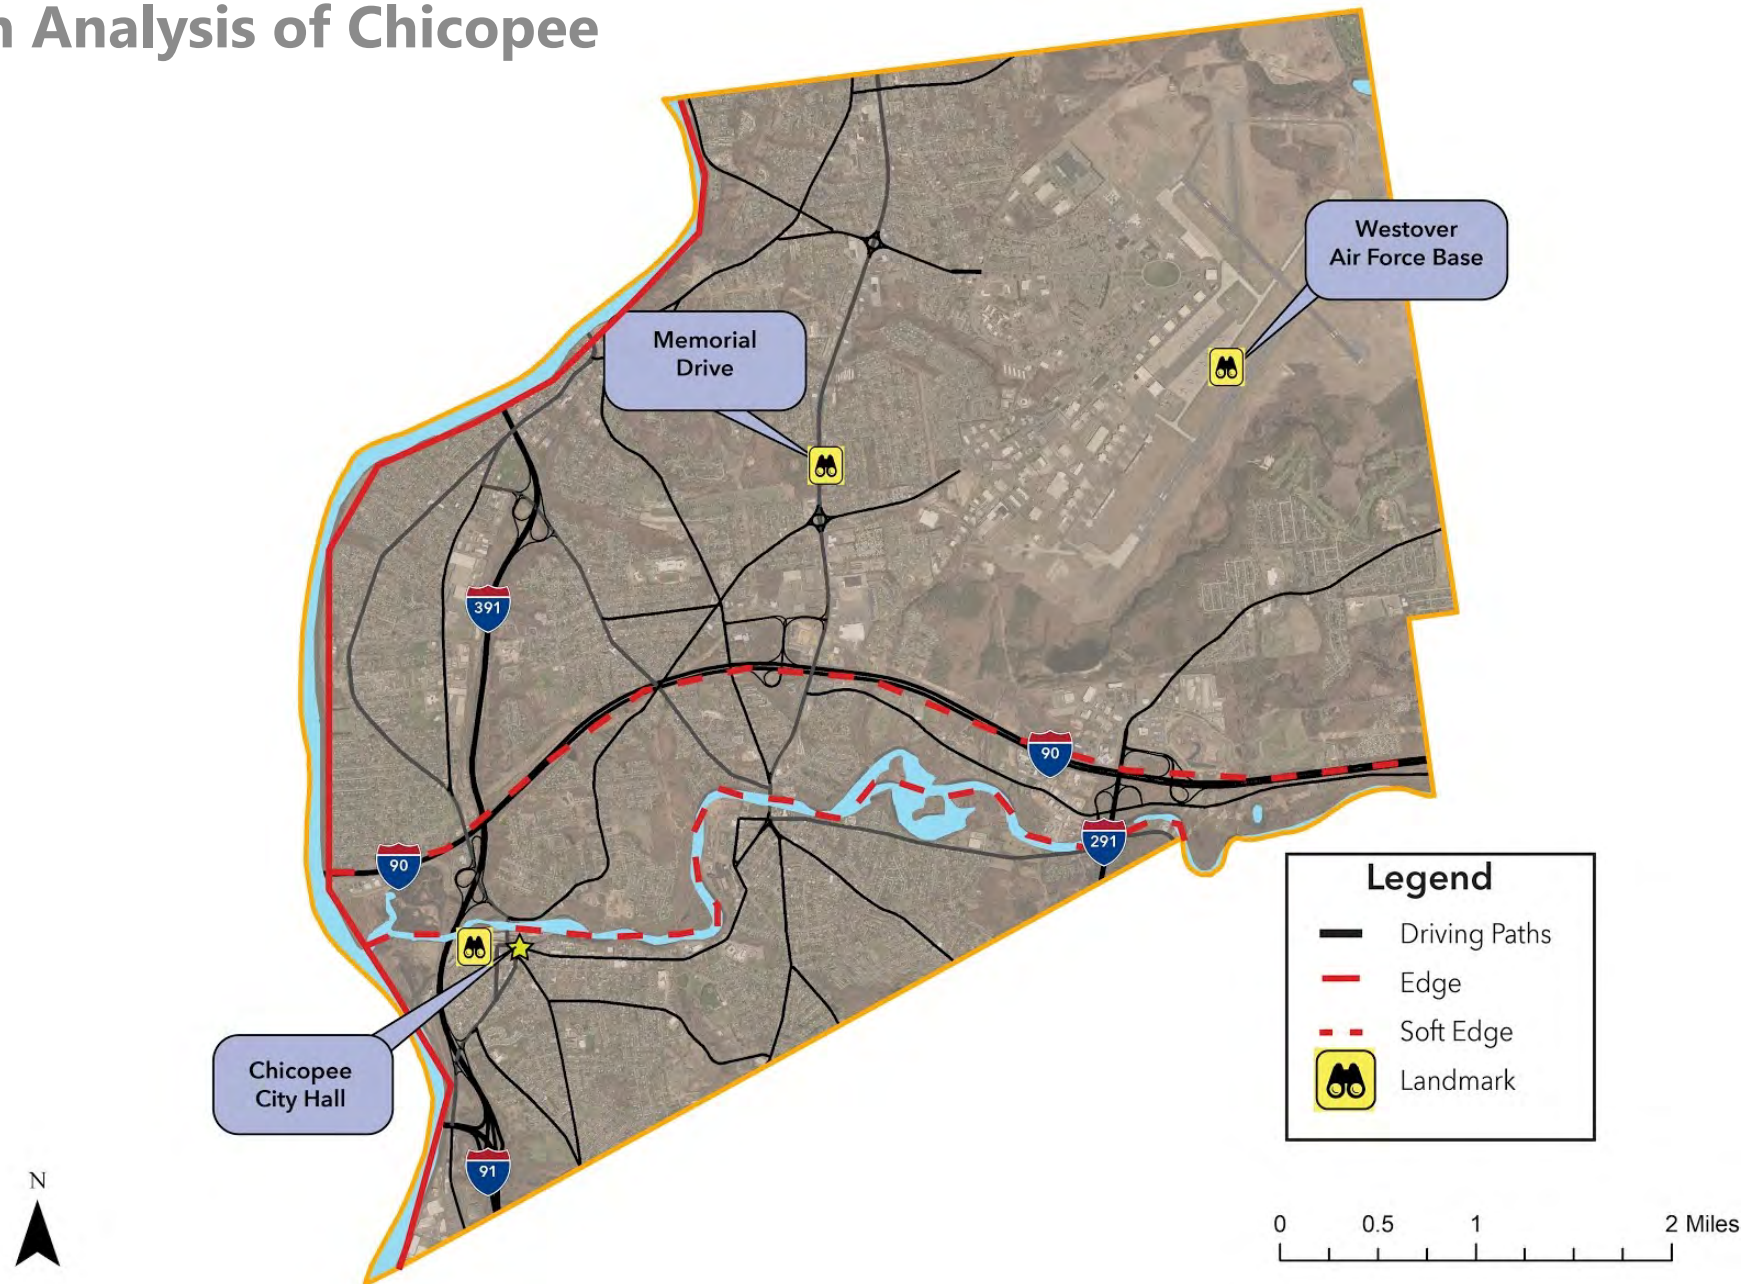 Analysis of Chicopee
Westover
Air Force Base
Memorial
Drive
391
90
90
291
Chicopee
City Hall
91
Legend
Driving Paths
Edge
Soft Edge
Landmark
N
0 0.5 1 2 Miles